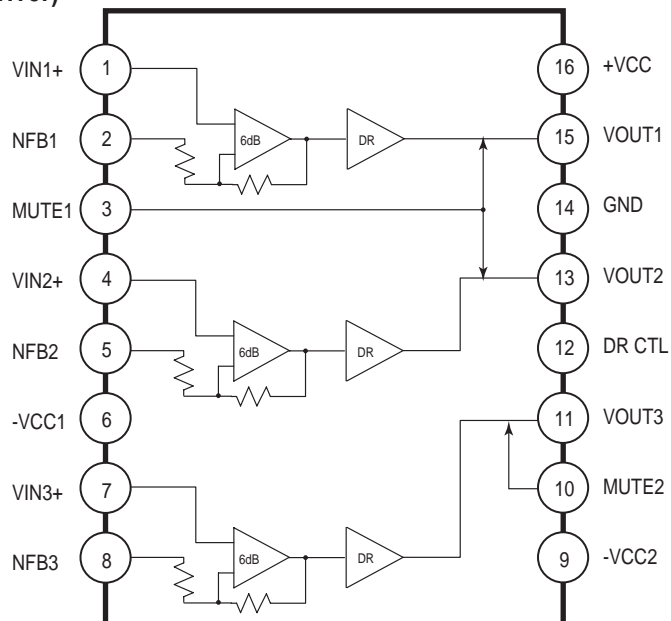 VIN1+ 1 16 +VCC
6dB DR
NFB1 2 15 VOUT1
MUTE1 3 14 GND
VIN2+ 4 13 VOUT2
6dB DR
NFB2 5 12 DR CTL
-VCC1 6 11 VOUT3
VIN3+ 7 10 MUTE2
6dB DR
NFB3 8 9 -VCC2